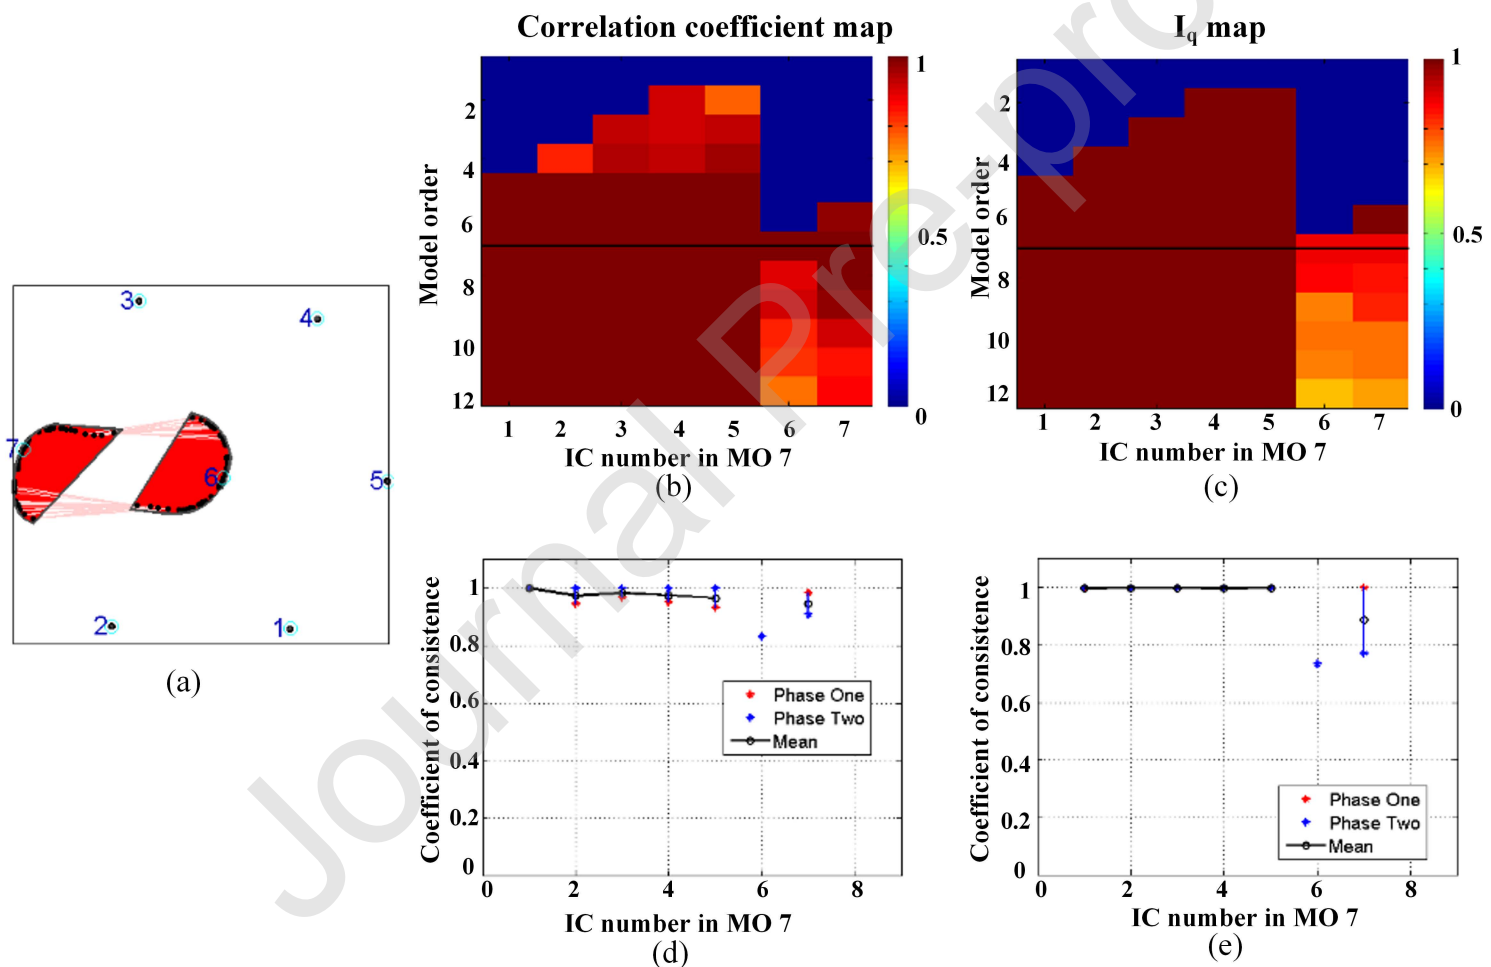 Correlation coefficient map
I_q map
1
0.5
0
2
4
6
8
10
12
Model order
1 2 3 4 5 6 7
IC number in MO 7
(b)
1
0.5
0
2
4
6
8
10
12
Model order
1 2 3 4 5 6 7
IC number in MO 7
(c)
3
4
7
6
5
2
1
(a)
Coefficient of consistence
1
0.8
0.6
0.4
0.2
0
Phase One
Phase Two
Mean
0 2 4 6 8
IC number in MO 7
(d)
Coefficient of consistence
1
0.8
0.6
0.4
0.2
0
Phase One
Phase Two
Mean
0 2 4 6 8
IC number in MO 7
(e)
Journal Pre-pro